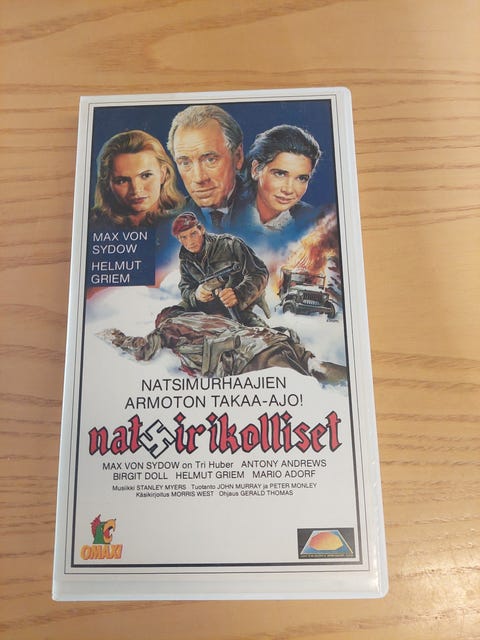 MAX VON
SYDOW
HELMUT
GRIEM
NATSIMURHAAJIEN
ARMOTON TAKAA-AJO!
natsirikolliset
MAX VON SYDOW on Tri Huber ANTONY ANDREWS
BIRGIT DOLL HELMUT GRIEM MARIO ADORF
Musiikki STANLEY MYERS Tuotanto JOHN MURRAY ja PETER MONLEY
Käsikirjoitus MORRIS WEST Ohjaus GERALD THOMAS
OMAXI